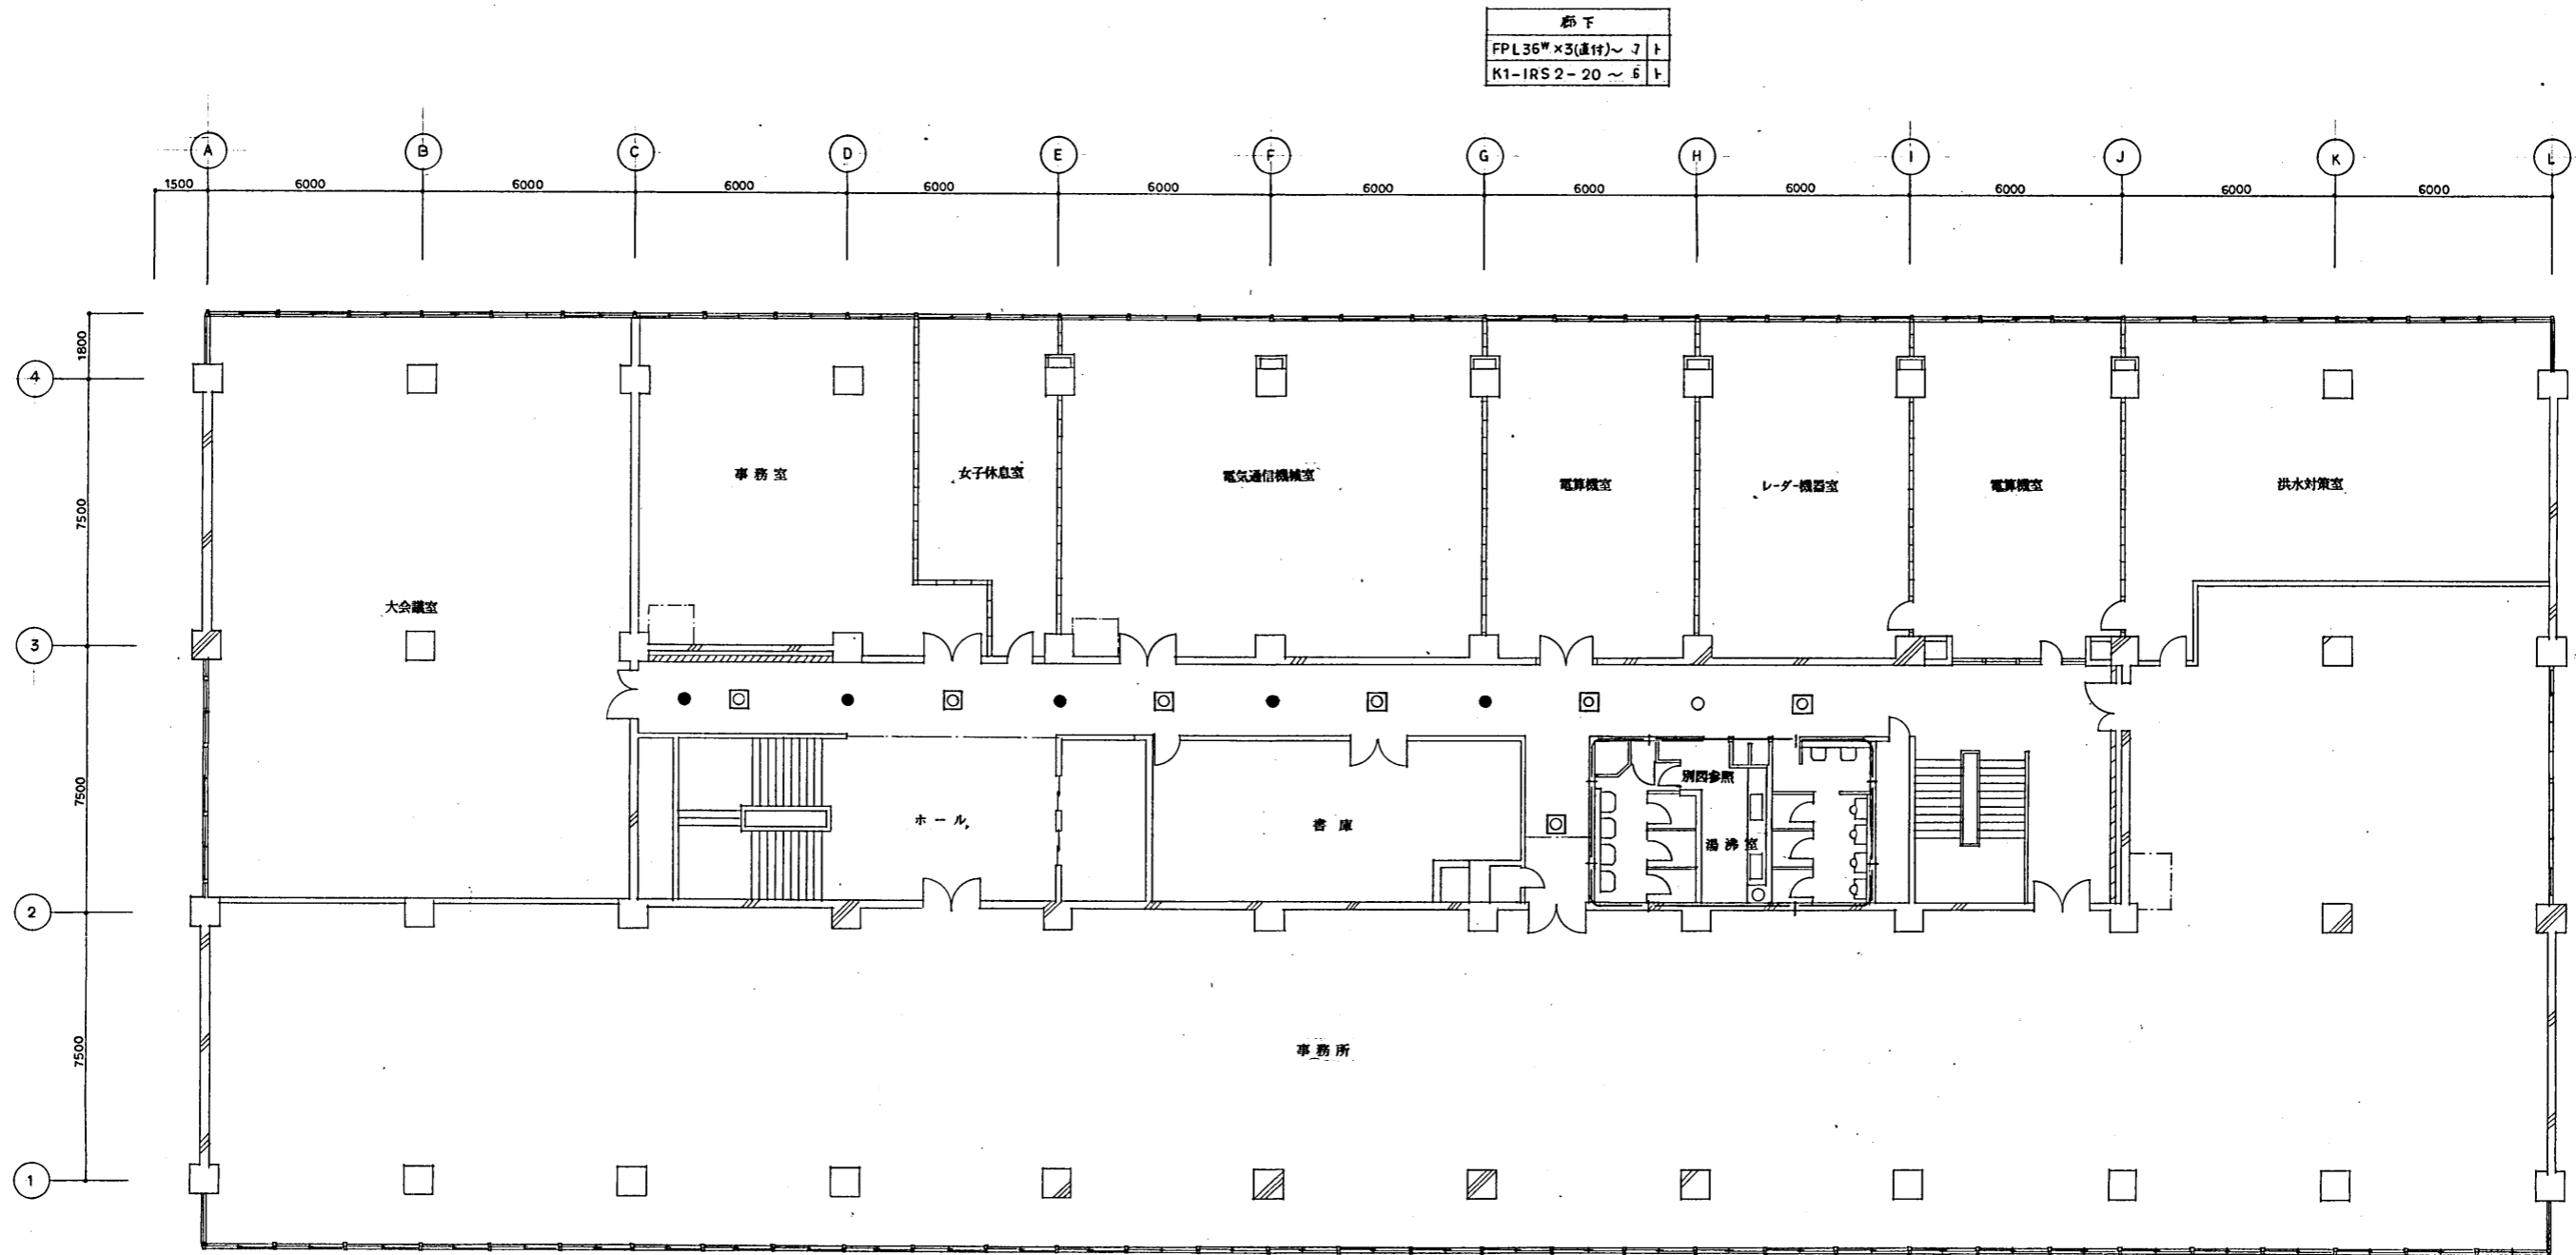 廊下
FPL36W×3(直付)~ 7 ト
K1-IRS 2-20 ~ 6 ト
A B C D E F G H I J K L
1500 6000 6000 6000 6000 6000 6000 6000 6000 6000 6000 6000
1800
4
事務室
女子休息室
電気通信機械室
電算機室
レーダー機器室
電算機室
洪水対策室
7500
大会議室
3
別図参照
7500
ホール
書庫
湯沸室
2
7500
事務所
1